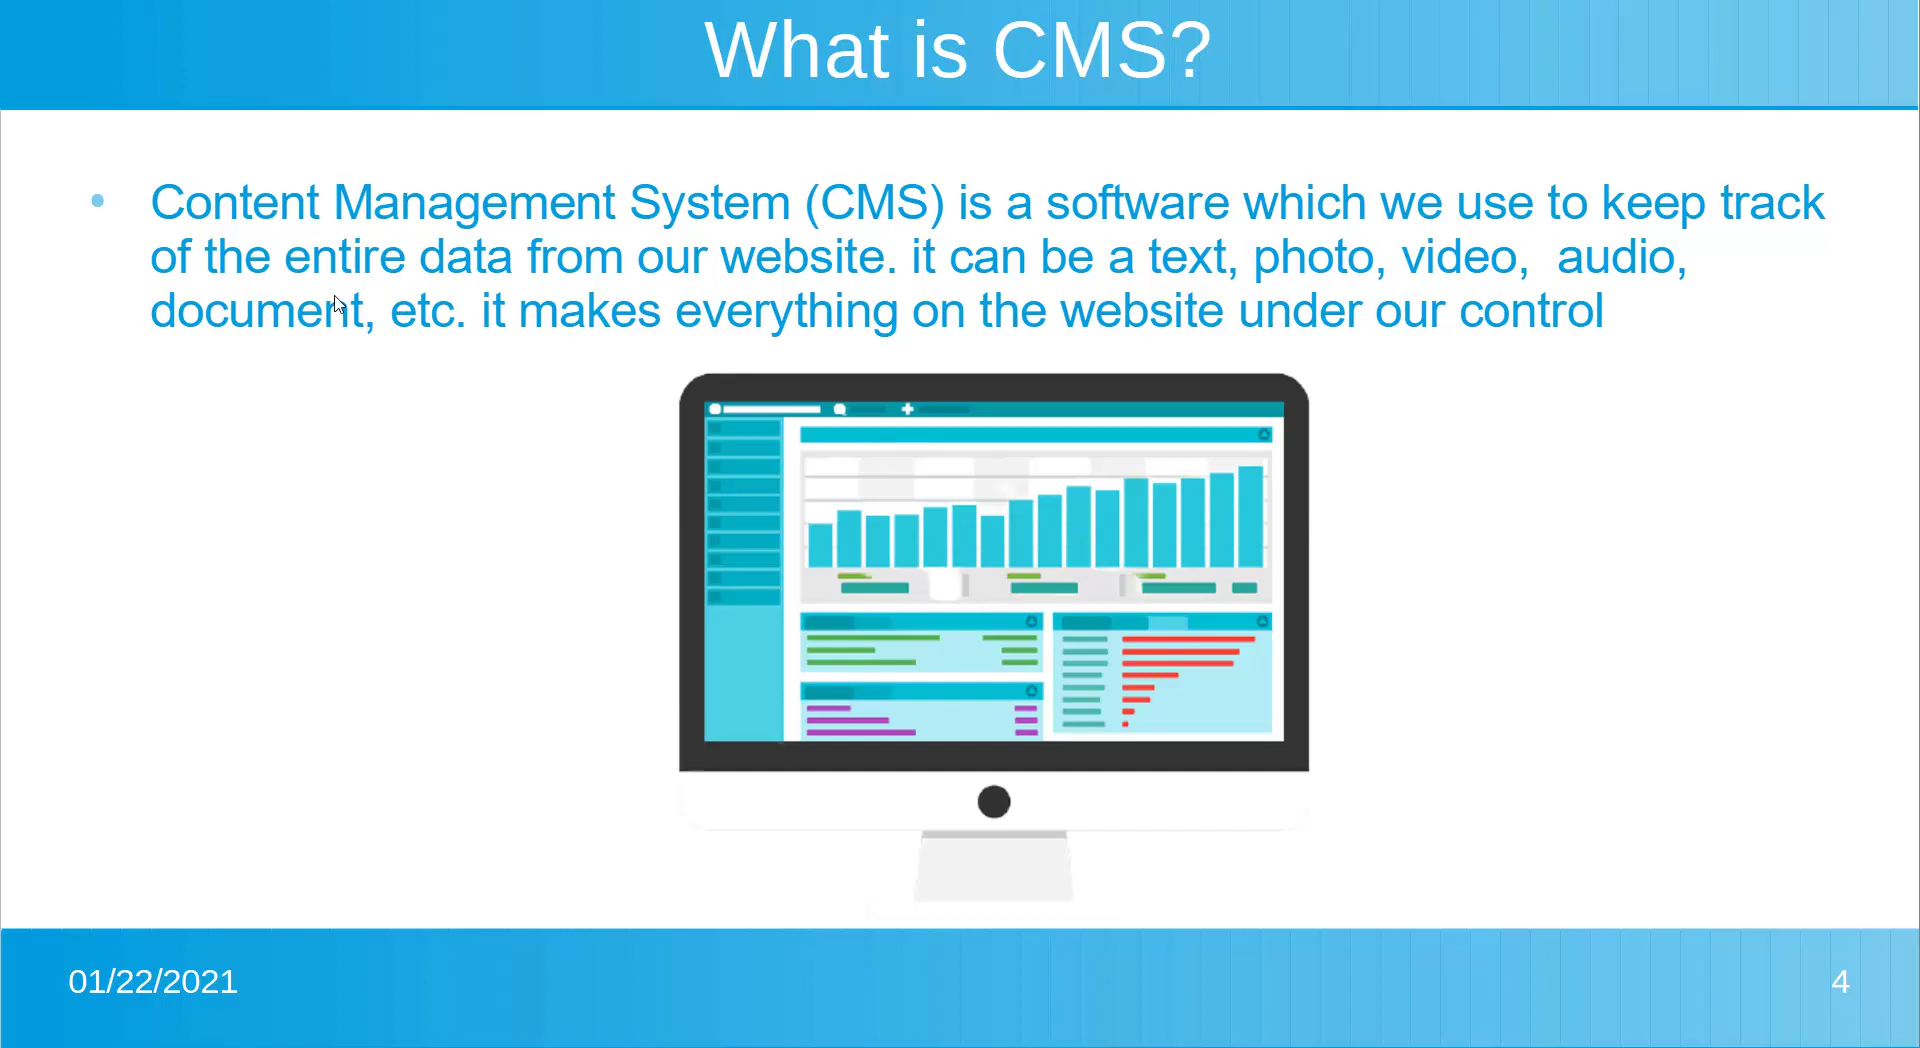 What is CMS?
• Content Management System (CMS) is a software which we use to keep track
of the entire data from our website. it can be a text, photo, video,  audio,
document, etc. it makes everything on the website under our control
01/22/2021
4